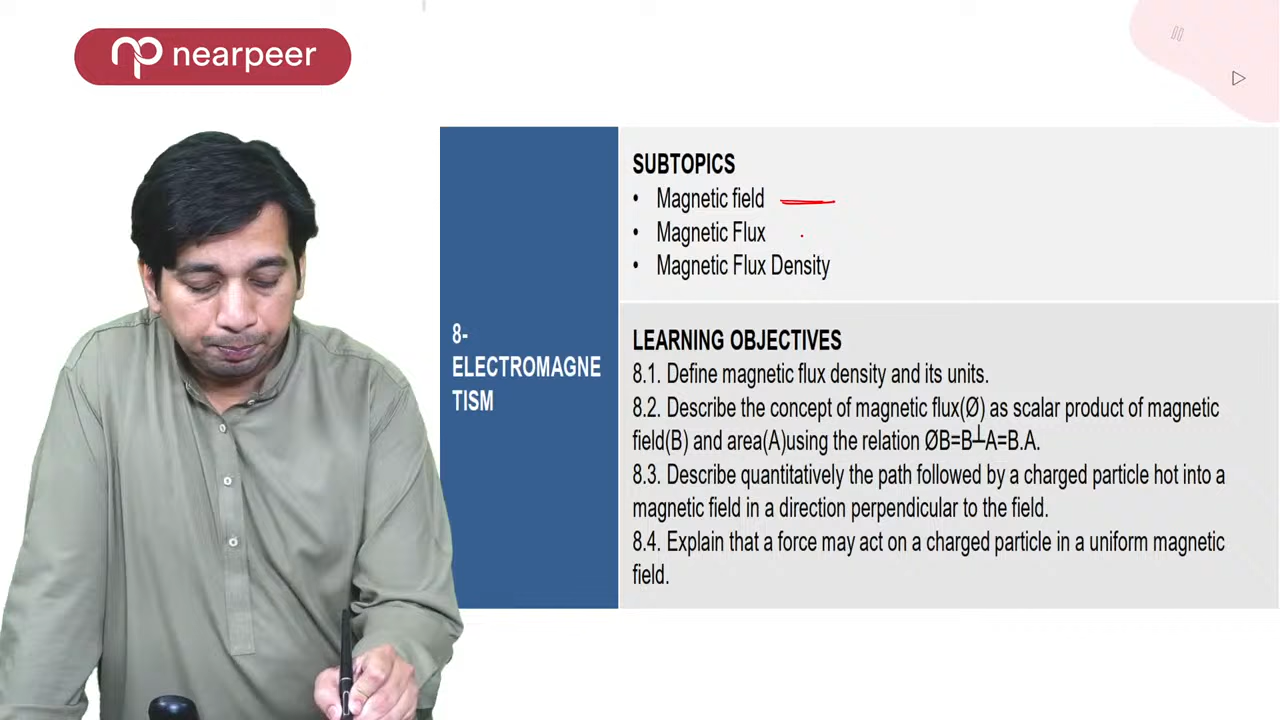 nearpeer
SUBTOPICS
• Magnetic field
• Magnetic Flux
• Magnetic Flux Density
8-
ELECTROMAGNE
TISM
LEARNING OBJECTIVES
8.1. Define magnetic flux density and its units.
8.2. Describe the concept of magnetic flux(Ø) as scalar product of magnetic
field(B) and area(A)using the relation ØB=B┴A=B.A.
8.3. Describe quantitatively the path followed by a charged particle hot into a
magnetic field in a direction perpendicular to the field.
8.4. Explain that a force may act on a charged particle in a uniform magnetic
field.